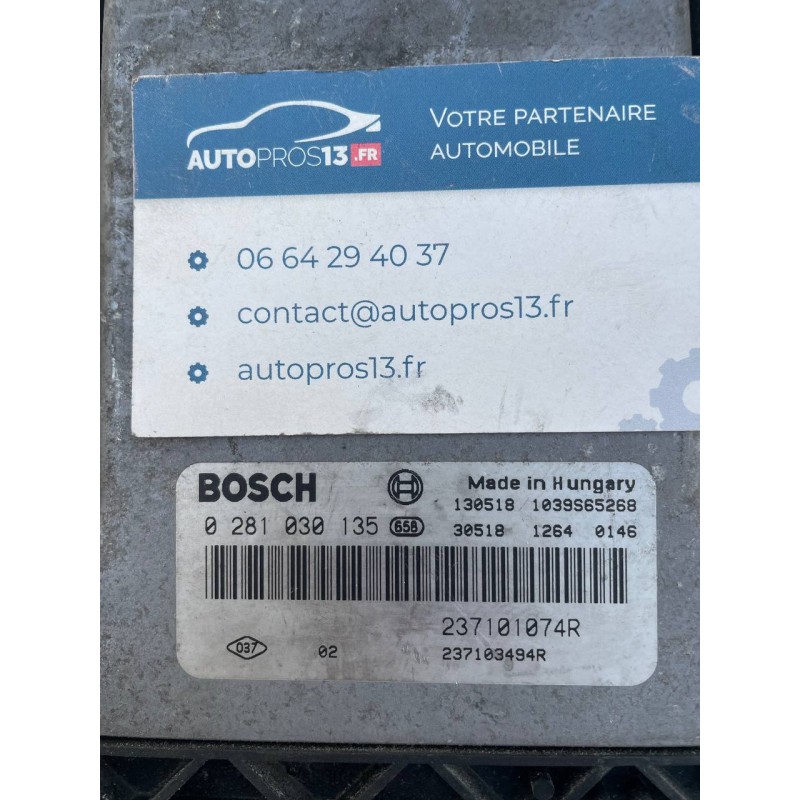 AUTOPROS13.FR
VOTRE PARTENAIRE
AUTOMOBILE
06 64 29 40 37
contact@autopros13.fr
autopros13.fr
BOSCH Made in Hungary
130518 1039S65268
0 281 030 135 65B 30518 1264 0146
237101074R
037 02 237103494R